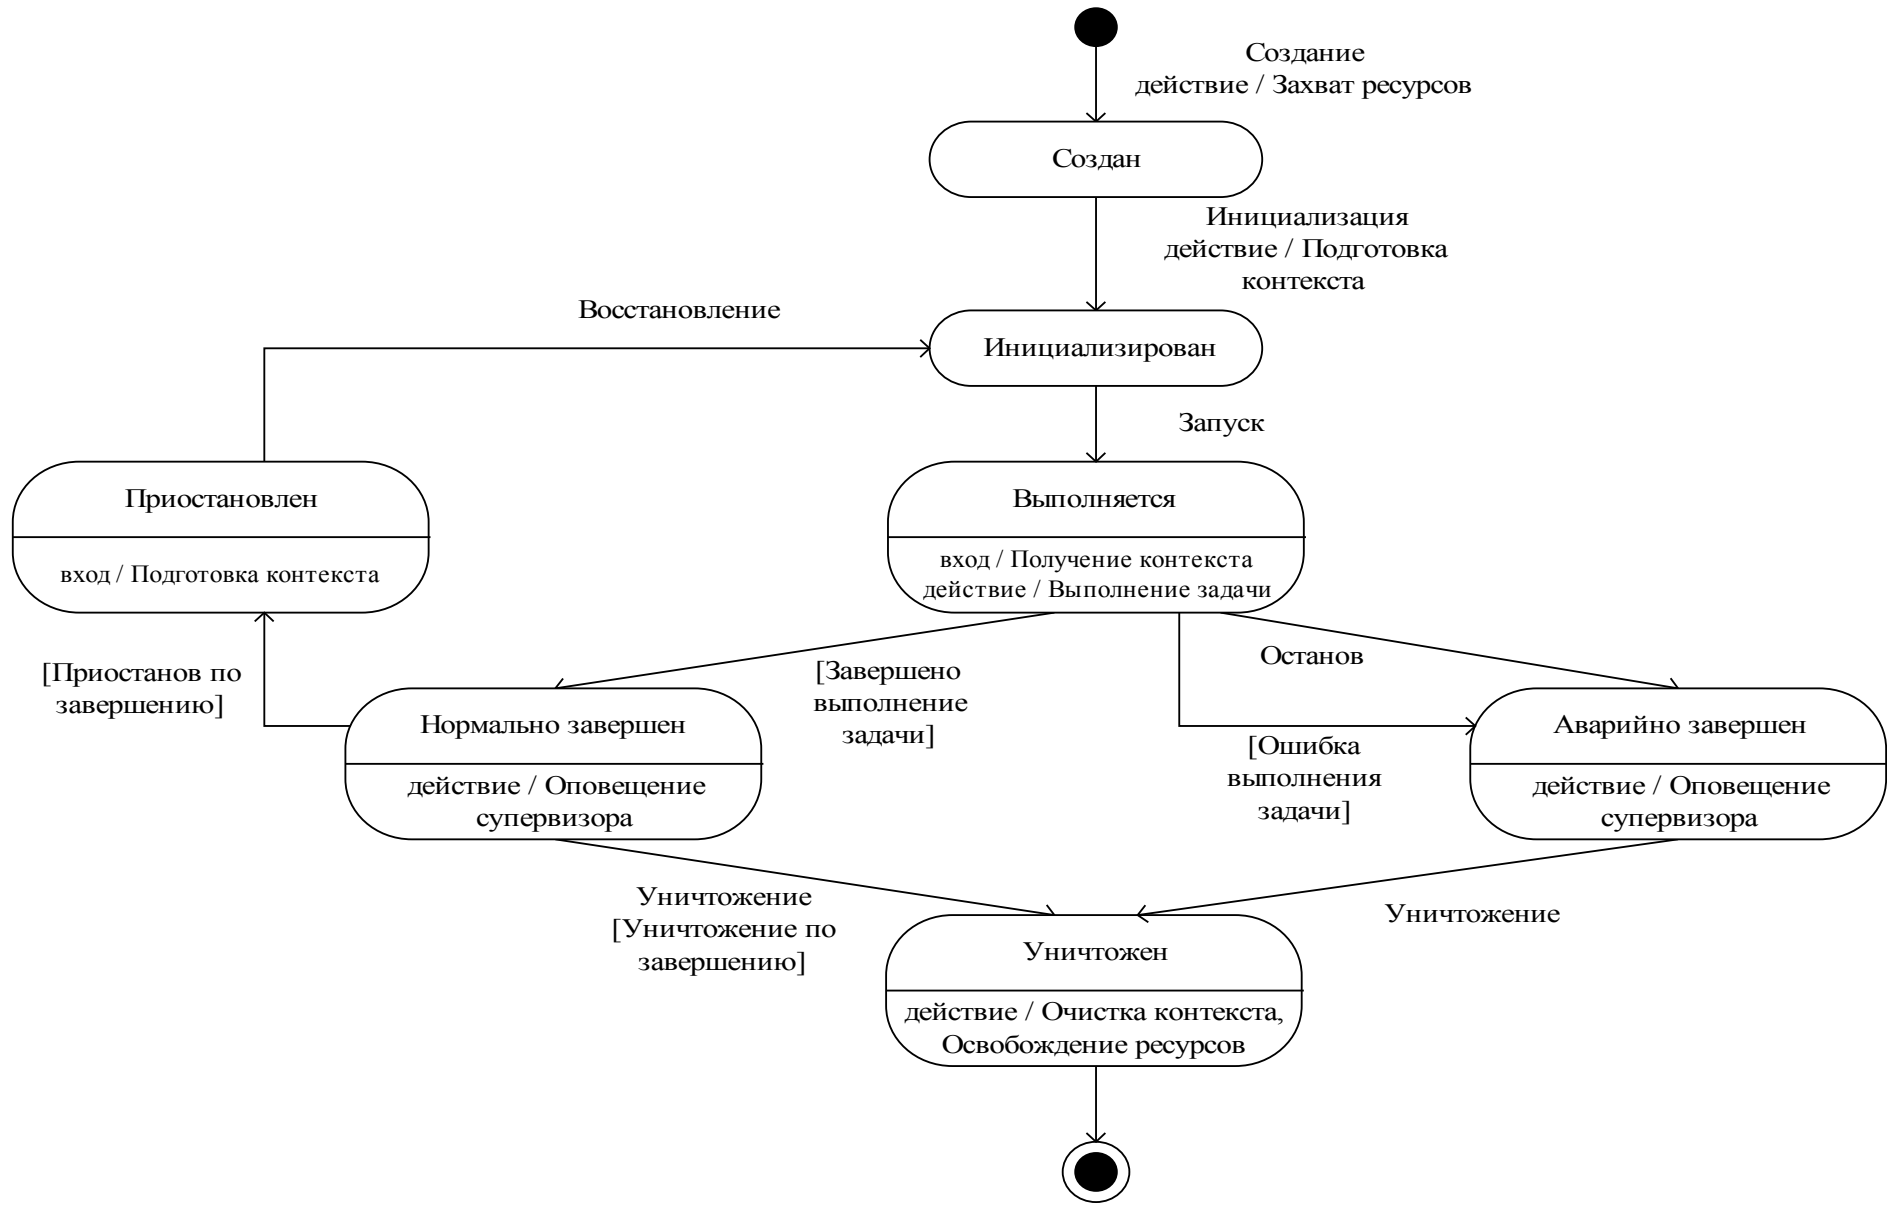 Создание
действие / Захват ресурсов
Создан
Инициализация
действие / Подготовка
контекста
Восстановление
Инициализирован
Запуск
Приостановлен
вход / Подготовка контекста
Выполняется
вход / Получение контекста
действие / Выполнение задачи
[Приостанов по
завершению]
[Завершено
выполнение
задачи]
Останов
[Ошибка
выполнения
задачи]
Нормально завершен
действие / Оповещение
супервизора
Аварийно завершен
действие / Оповещение
супервизора
Уничтожение
[Уничтожение по
завершению]
Уничтожение
Уничтожен
действие / Очистка контекста,
Освобождение ресурсов